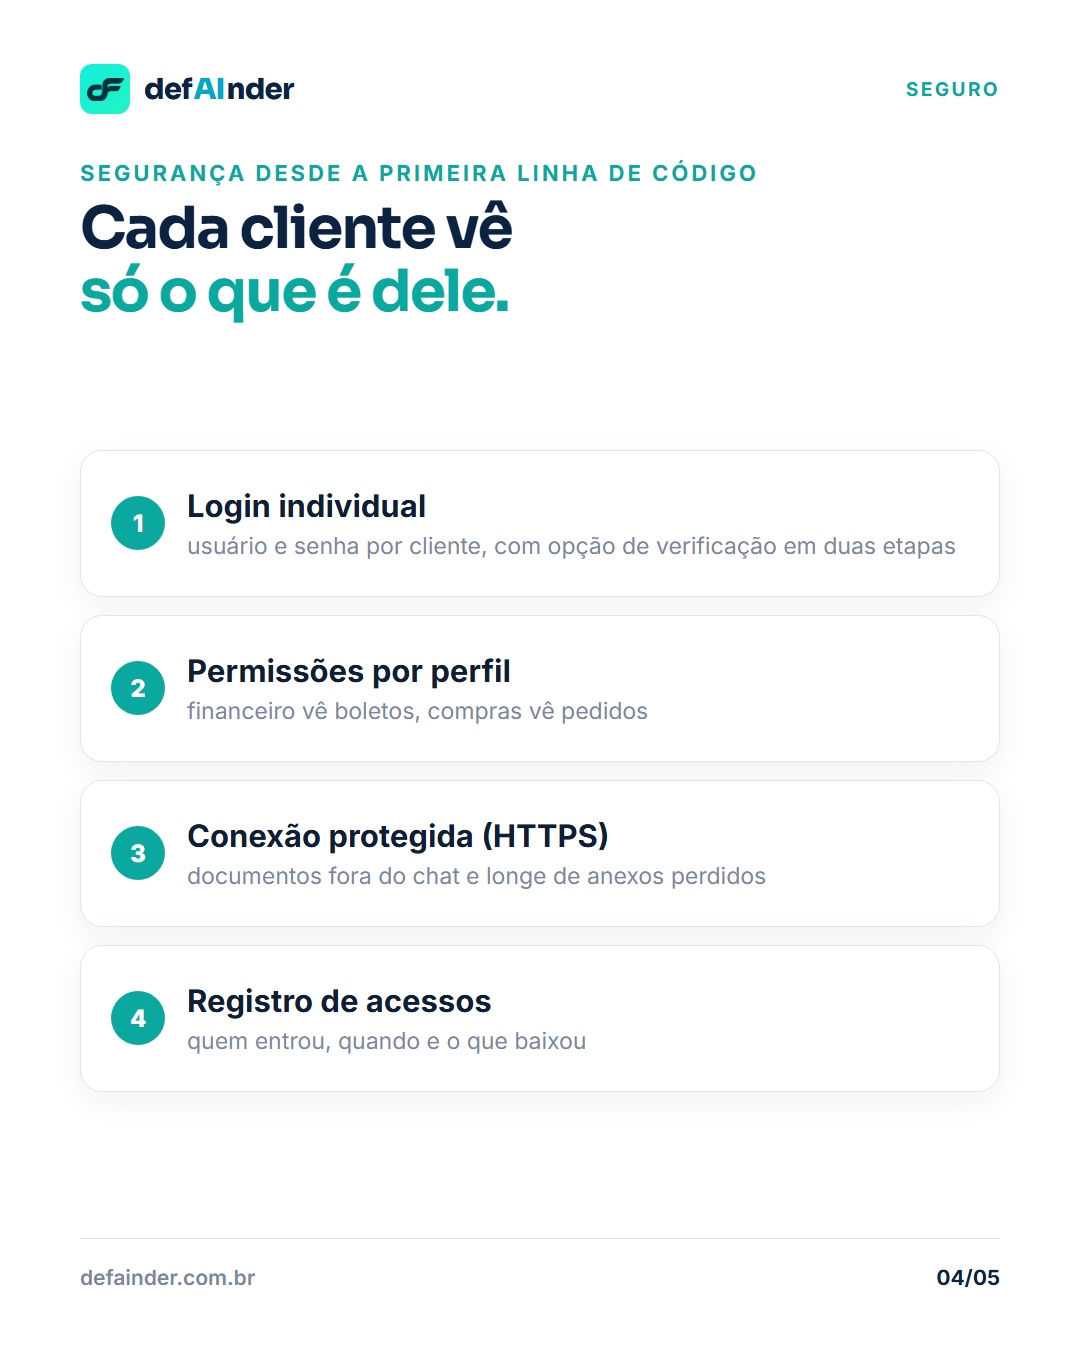 defAInder
SEGURO
SEGURANÇA DESDE A PRIMEIRA LINHA DE CÓDIGO
Cada cliente vê
só o que é dele.
1
Login individual
usuário e senha por cliente, com opção de verificação em duas etapas
2
Permissões por perfil
financeiro vê boletos, compras vê pedidos
3
Conexão protegida (HTTPS)
documentos fora do chat e longe de anexos perdidos
4
Registro de acessos
quem entrou, quando e o que baixou
defainder.com.br
04/05